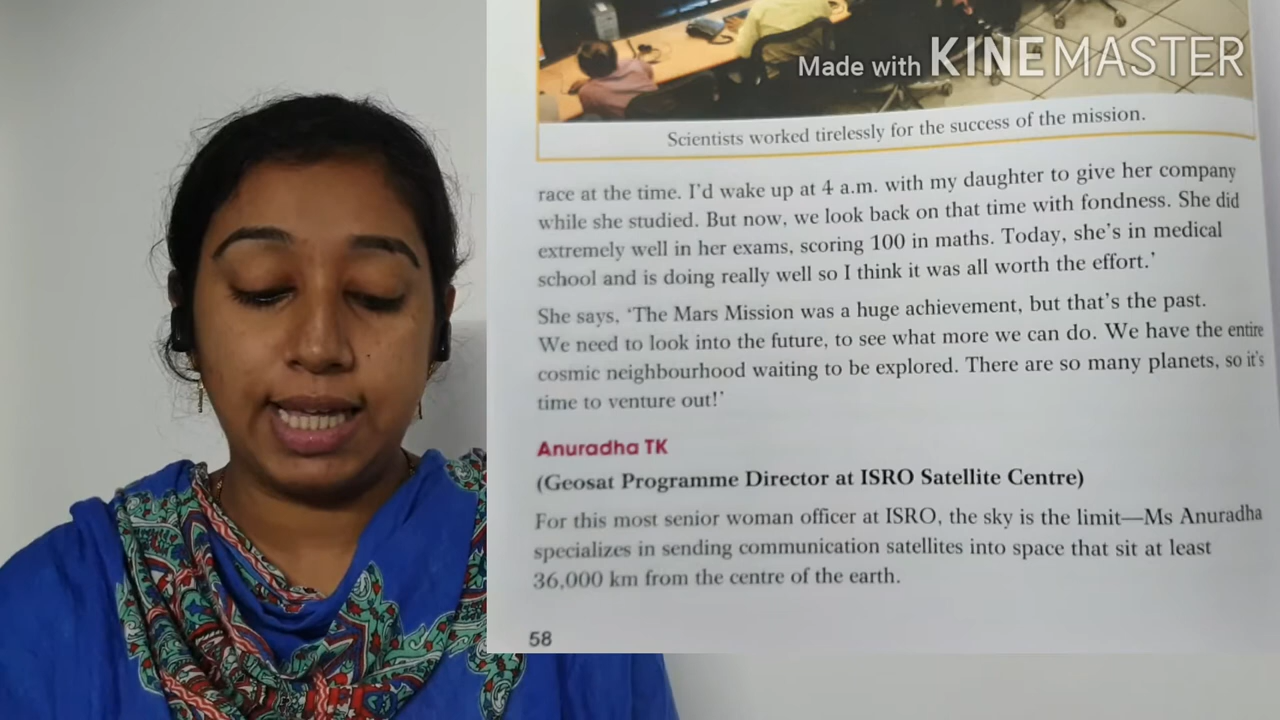 Made with KINEMASTER
Scientists worked tirelessly for the success of the mission.
race at the time. I'd wake up at 4 a.m. with my daughter to give her company
while she studied. But now, we look back on that time with fondness. She did
extremely well in her exams, scoring 100 in maths. Today, she's in medical
school and is doing really well so I think it was all worth the effort.'
She says, 'The Mars Mission was a huge achievement, but that's the past.
We need to look into the future, to see what more we can do. We have the entire
cosmic neighbourhood waiting to be explored. There are so many planets, so it's
time to venture out!'
Anuradha TK
(Geosat Programme Director at ISRO Satellite Centre)
For this most senior woman officer at ISRO, the sky is the limit—Ms Anuradha
specializes in sending communication satellites into space that sit at least
36,000 km from the centre of the earth.
58